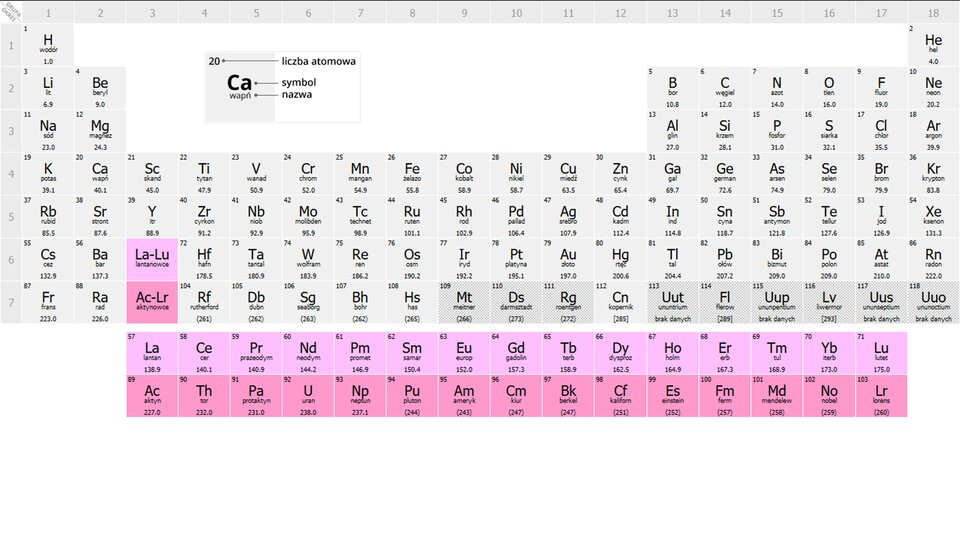 GRUPA
OKRES
1 2 3 4 5 6 7 8 9 10 11 12 13 14 15 16 17 18
1
1 H wodór 1.0
2 He hel 4.0
20 liczba atomowa
Ca symbol
wapń nazwa
2
3 Li lit 6.9
4 Be beryl 9.0
5 B bor 10.8
6 C węgiel 12.0
7 N azot 14.0
8 O tlen 16.0
9 F fluor 19.0
10 Ne neon 20.2
3
11 Na sód 23.0
12 Mg magnez 24.3
13 Al glin 27.0
14 Si krzem 28.1
15 P fosfor 31.0
16 S siarka 32.1
17 Cl chlor 35.5
18 Ar argon 39.9
4
19 K potas 39.1
20 Ca wapń 40.1
21 Sc skand 45.0
22 Ti tytan 47.9
23 V wanad 50.9
24 Cr chrom 52.0
25 Mn mangan 54.9
26 Fe żelazo 55.8
27 Co kobalt 58.9
28 Ni nikiel 58.7
29 Cu miedź 63.5
30 Zn cynk 65.4
31 Ga gal 69.7
32 Ge german 72.6
33 As arsen 74.9
34 Se selen 79.0
35 Br brom 79.9
36 Kr krypton 83.8
5
37 Rb rubid 85.5
38 Sr stront 87.6
39 Y itr 88.9
40 Zr cyrkon 91.2
41 Nb niob 92.9
42 Mo molibden 95.9
43 Tc technet 98.9
44 Ru ruten 101.1
45 Rh rod 102.9
46 Pd pallad 106.4
47 Ag srebro 107.9
48 Cd kadm 112.4
49 In ind 114.8
50 Sn cyna 118.7
51 Sb antymon 121.8
52 Te tellur 127.6
53 I jod 126.9
54 Xe ksenon 131.3
6
55 Cs cez 132.9
56 Ba bar 137.3
La-Lu lantanowce
72 Hf hafn 178.5
73 Ta tantal 180.9
74 W wolfram 183.9
75 Re ren 186.2
76 Os osm 190.2
77 Ir iryd 192.2
78 Pt platyna 195.1
79 Au złoto 197.0
80 Hg rtęć 200.6
81 Tl tal 204.4
82 Pb ołów 207.2
83 Bi bizmut 209.0
84 Po polon 209.0
85 At astat 210.0
86 Rn radon 222.0
7
87 Fr frans 223.0
88 Ra rad 226.0
Ac-Lr aktynowce
104 Rf rutherford (261)
105 Db dubn (262)
106 Sg seaborg (263)
107 Bh bohr (262)
108 Hs has (265)
109 Mt meitner (266)
110 Ds darmsztadt (273)
111 Rg roentgen (272)
112 Cn kopernik [285]
113 Uut ununtrium brak danych
114 Fl flerow [289]
115 Uup ununpentium brak danych
116 Lv liwermor [293]
117 Uus ununseptium brak danych
118 Uuo ununoctium brak danych
57 La lantan 138.9
58 Ce cer 140.1
59 Pr prazeodym 140.9
60 Nd neodym 144.2
61 Pm promet 146.9
62 Sm samar 150.4
63 Eu europ 152.0
64 Gd gadolin 157.3
65 Tb terb 158.9
66 Dy dysproz 162.5
67 Ho holm 164.9
68 Er erb 167.3
69 Tm tul 168.9
70 Yb iterb 173.0
71 Lu lutet 175.0
89 Ac aktyn 227.0
90 Th tor 232.0
91 Pa protaktyn 231.0
92 U uran 238.0
93 Np neptun 237.1
94 Pu pluton (244)
95 Am ameryk (243)
96 Cm kiur (247)
97 Bk berkel (247)
98 Cf kaliforn (251)
99 Es einstein (252)
100 Fm ferm (257)
101 Md mendelew (258)
102 No nobel (259)
103 Lr lorens (260)